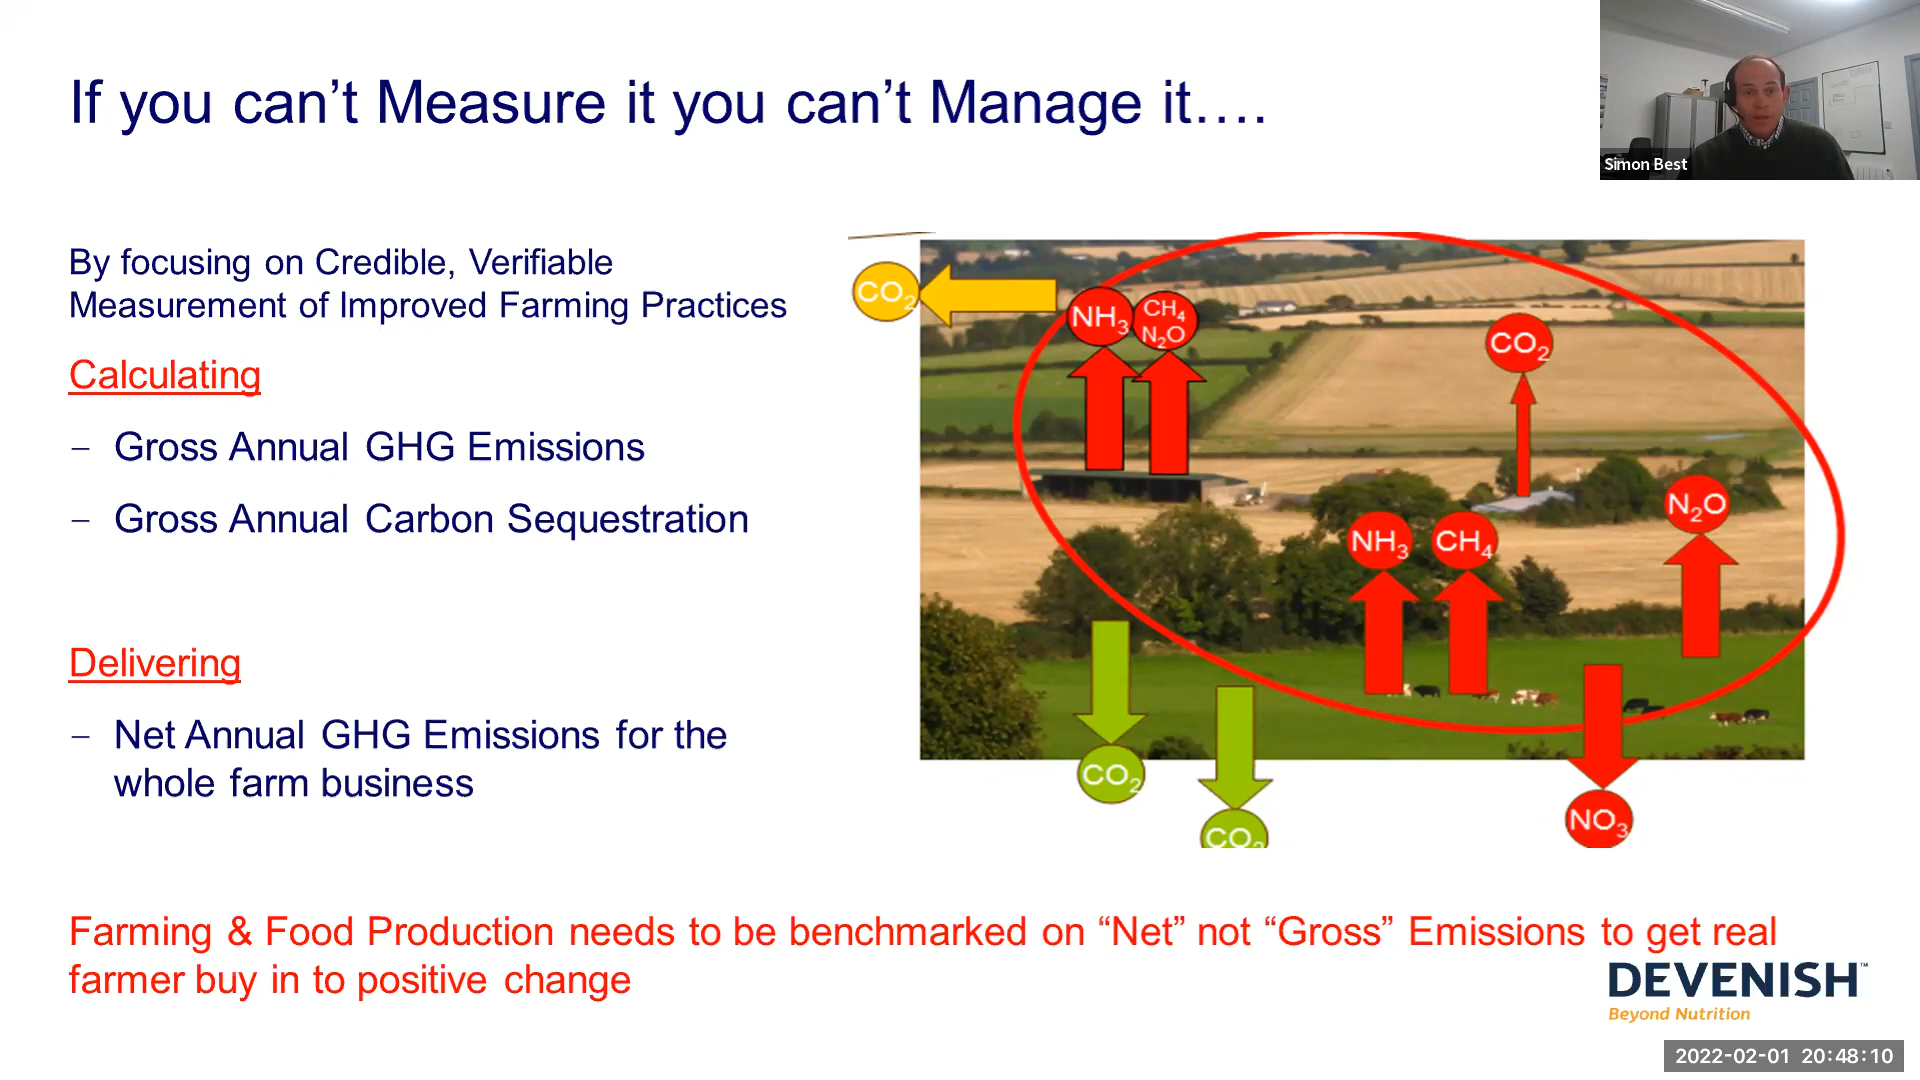 If you can’t Measure it you can’t Manage it….
Simon Best
By focusing on Credible, Verifiable
Measurement of Improved Farming Practices
Calculating
– Gross Annual GHG Emissions
– Gross Annual Carbon Sequestration
Delivering
– Net Annual GHG Emissions for the
whole farm business
CO₂
NH₃
CH₄
N₂O
CO₂
N₂O
NH₃
CH₄
CO₂
CO₂
NO₃
Farming & Food Production needs to be benchmarked on “Net” not “Gross” Emissions to get real
farmer buy in to positive change
DEVENISH™
Beyond Nutrition
2022-02-01 20:48:10